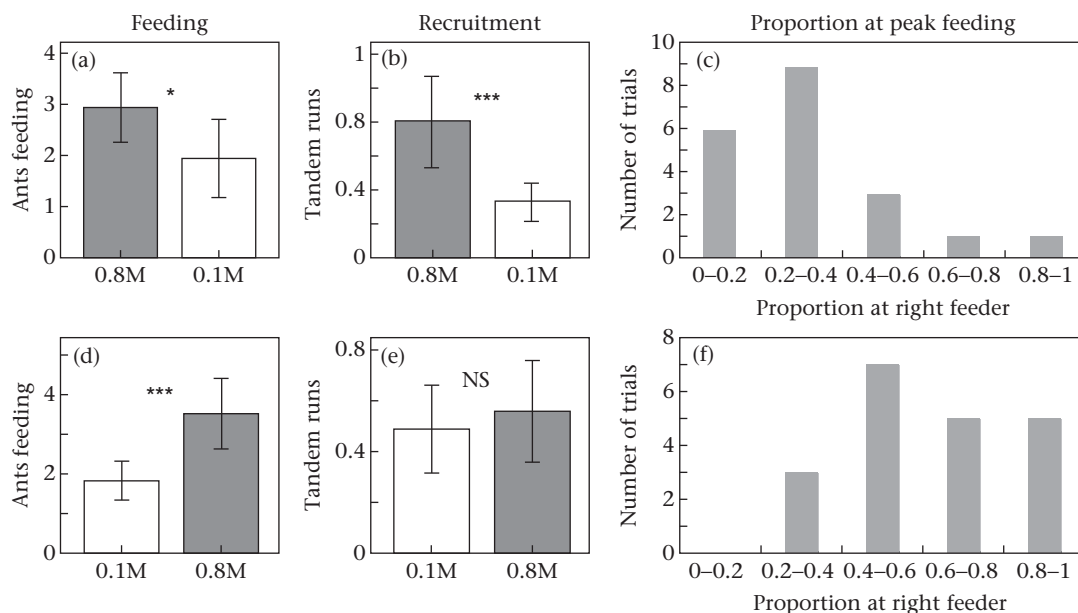 Feeding
Recruitment
Proportion at peak feeding
(a)
Ants feeding
4
3
2
1
0
*
0.8M 0.1M
(b)
Tandem runs
1
0.8
0.4
0
***
0.8M 0.1M
(c)
Number of trials
10
8
6
4
2
0
0–0.2 0.2–0.4 0.4–0.6 0.6–0.8 0.8–1
Proportion at right feeder
(d)
Ants feeding
4
2
0
***
0.1M 0.8M
(e)
Tandem runs
0.8
0.4
0
NS
0.1M 0.8M
(f)
Number of trials
8
6
4
2
0
0–0.2 0.2–0.4 0.4–0.6 0.6–0.8 0.8–1
Proportion at right feeder